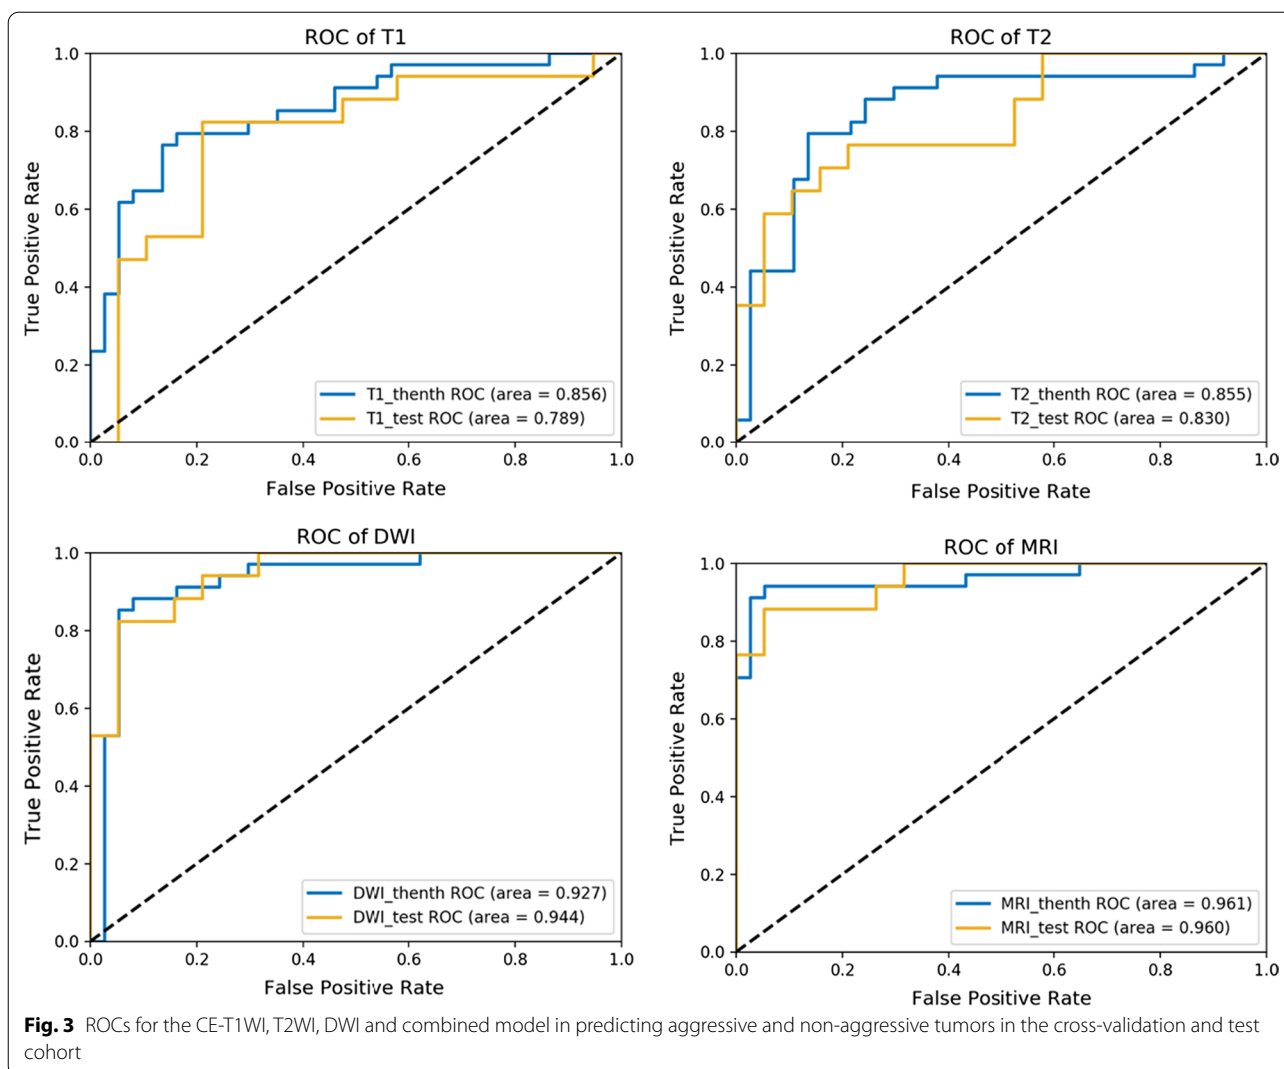 ROC of T1
1.0
0.8
0.6
0.4
0.2
0.0
True Positive Rate
T1_thenth ROC (area = 0.856)
T1_test ROC (area = 0.789)
0.0 0.2 0.4 0.6 0.8 1.0
False Positive Rate
ROC of T2
1.0
0.8
0.6
0.4
0.2
0.0
True Positive Rate
T2_thenth ROC (area = 0.855)
T2_test ROC (area = 0.830)
0.0 0.2 0.4 0.6 0.8 1.0
False Positive Rate
ROC of DWI
1.0
0.8
0.6
0.4
0.2
0.0
True Positive Rate
DWI_thenth ROC (area = 0.927)
DWI_test ROC (area = 0.944)
0.0 0.2 0.4 0.6 0.8 1.0
False Positive Rate
ROC of MRI
1.0
0.8
0.6
0.4
0.2
0.0
True Positive Rate
MRI_thenth ROC (area = 0.961)
MRI_test ROC (area = 0.960)
0.0 0.2 0.4 0.6 0.8 1.0
False Positive Rate
Fig. 3 ROCs for the CE-T1WI, T2WI, DWI and combined model in predicting aggressive and non-aggressive tumors in the cross-validation and test
cohort